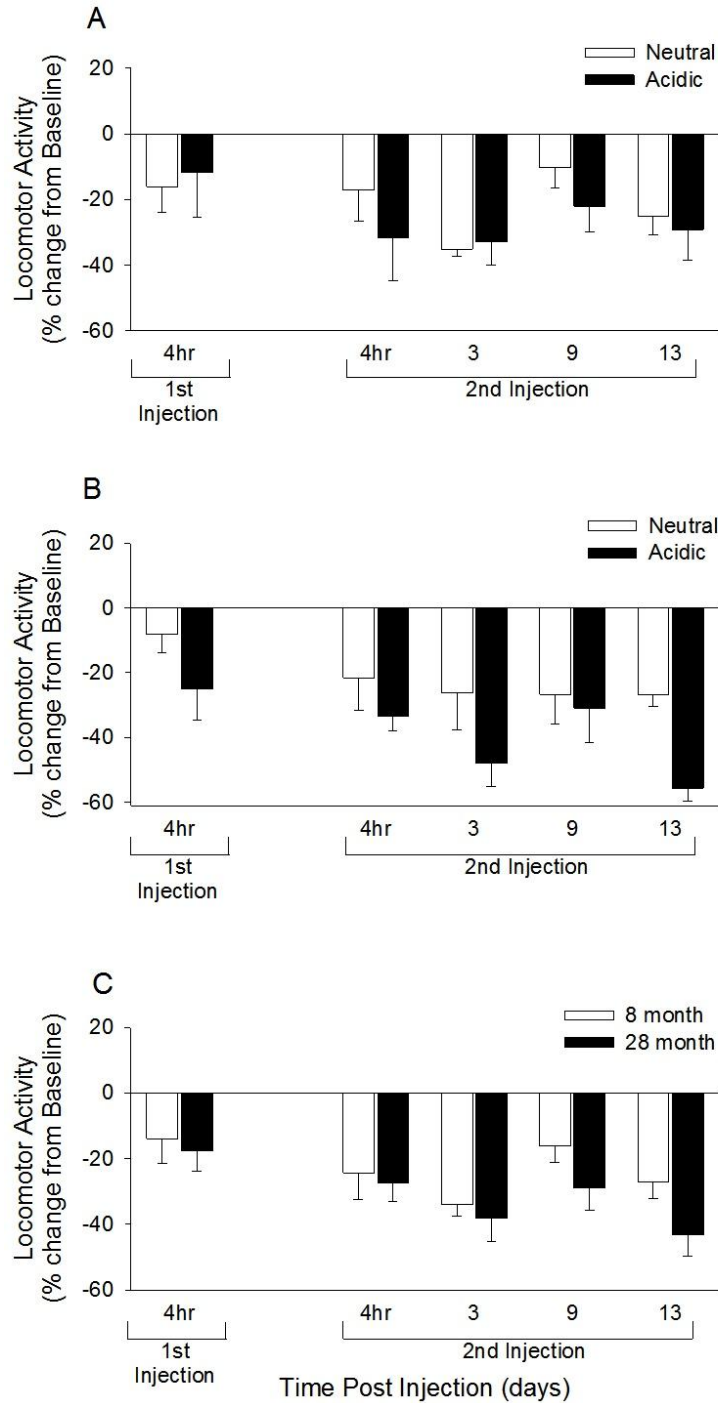 A
Neutral
Acidic
Locomotor Activity
(% change from Baseline)
20
0
-20
-40
-60
4hr
4hr
3
9
13
1st
Injection
2nd Injection
B
Neutral
Acidic
Locomotor Activity
(% change from Baseline)
20
0
-20
-40
-60
4hr
4hr
3
9
13
1st
Injection
2nd Injection
C
8 month
28 month
Locomotor Activity
(% change from Baseline)
20
0
-20
-40
-60
4hr
4hr
3
9
13
1st
Injection
2nd Injection
Time Post Injection (days)